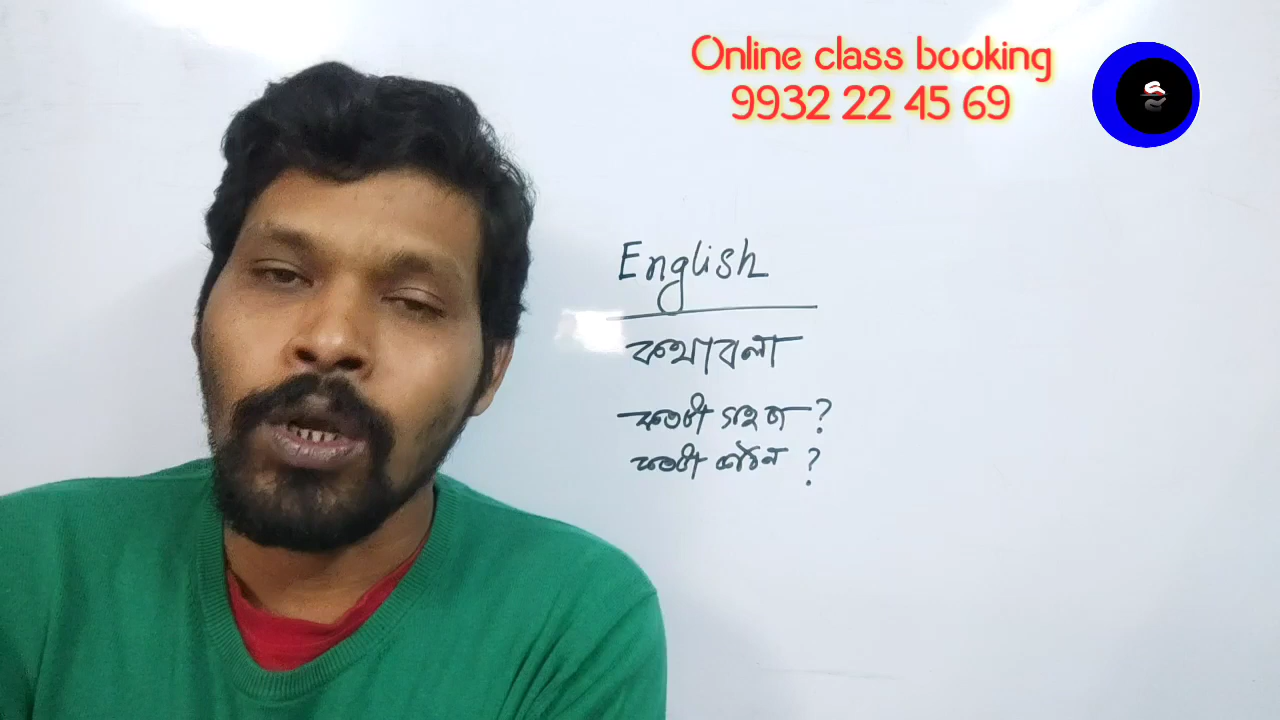 Online class booking
9932 22 45 69
English
কথাবলা
কতটা সহজ ?
কতটা কঠিন ?